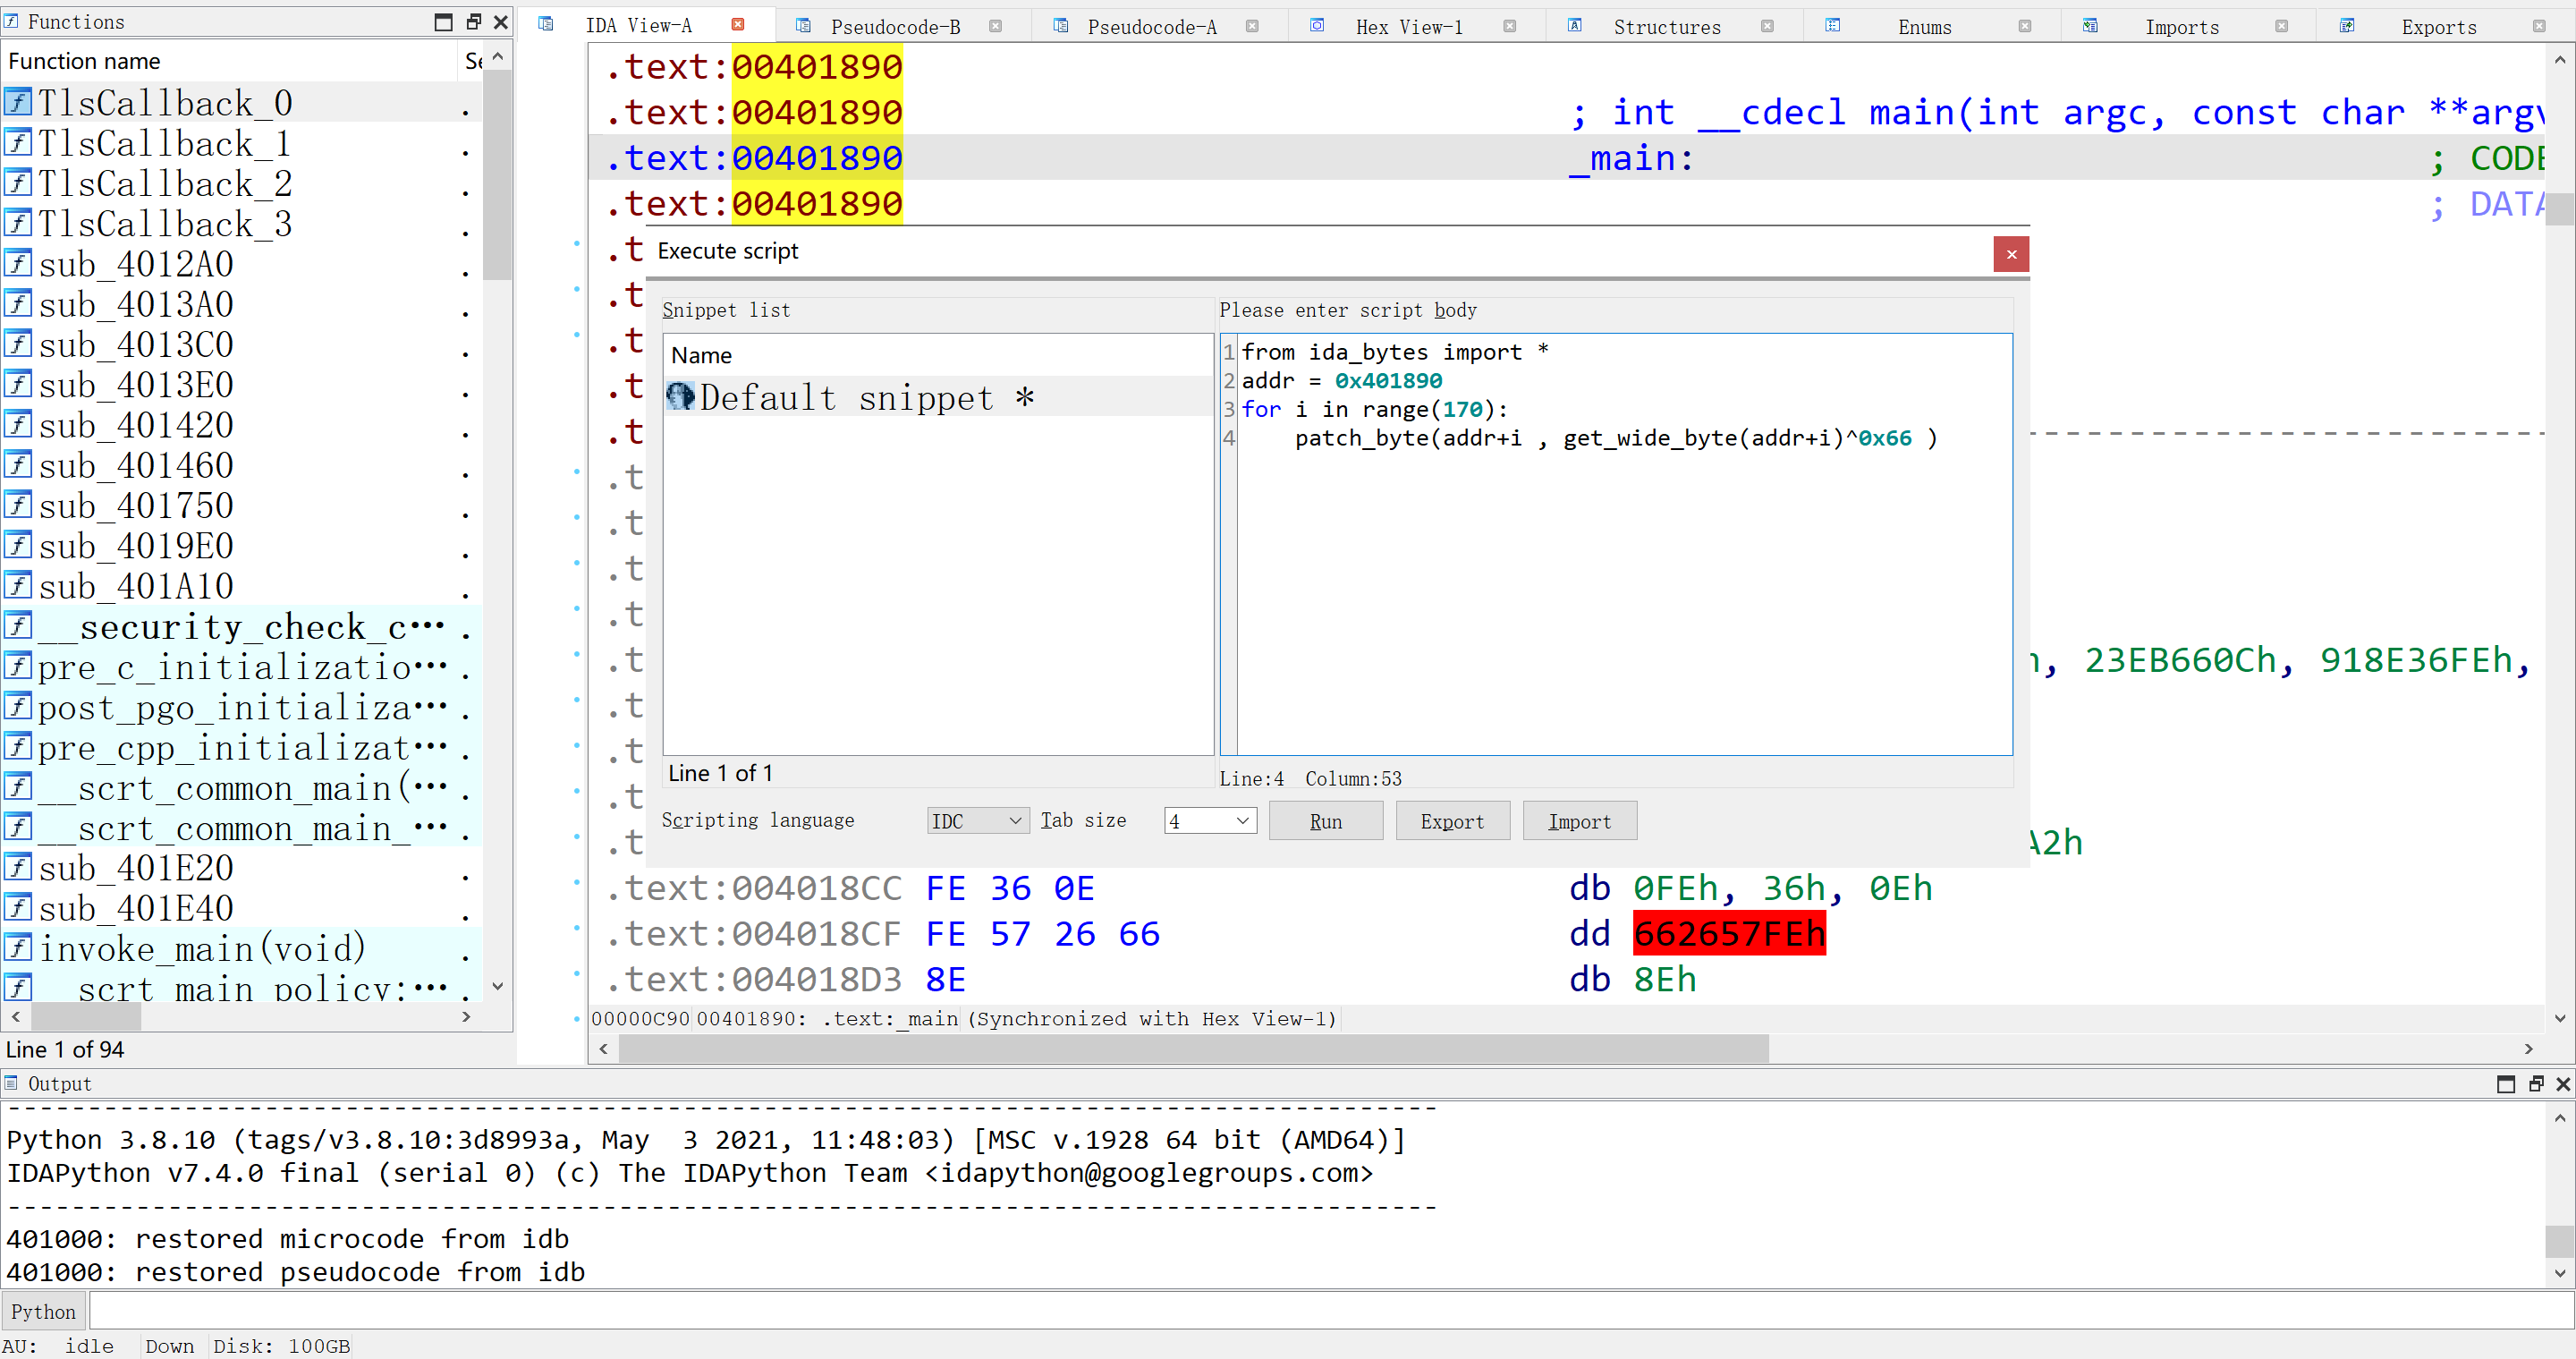 Functions
Function name Se
TlsCallback_0 .
TlsCallback_1 .
TlsCallback_2 .
TlsCallback_3 .
sub_4012A0 .
sub_4013A0 .
sub_4013C0 .
sub_4013E0 .
sub_401420 .
sub_401460 .
sub_401750 .
sub_4019E0 .
sub_401A10 .
__security_check_c… .
pre_c_initializatio… .
post_pgo_initializa… .
pre_cpp_initializat… .
__scrt_common_main(… .
__scrt_common_main_… .
sub_401E20 .
sub_401E40 .
invoke_main(void) .
__scrt_main_policy:… .
Line 1 of 94
IDA View-A Pseudocode-B Pseudocode-A Hex View-1 Structures Enums Imports Exports
.text:00401890
.text:00401890 ; int __cdecl main(int argc, const char **argv
.text:00401890 _main: ; CODE
.text:00401890 ; DATA
.t
.t
.t
.t
.t
.t
.t
.t
.t
.t h, 23EB660Ch, 918E36FEh,
.t
.t
.t
.t A2h
.text:004018CC FE 36 0E db 0FEh, 36h, 0Eh
.text:004018CF FE 57 26 66 dd 662657FEh
.text:004018D3 8E db 8Eh
00000C90 00401890: .text:_main (Synchronized with Hex View-1)
Execute script
Snippet list
Name
Default snippet *
Line 1 of 1
Please enter script body
1 from ida_bytes import *
2 addr = 0x401890
3 for i in range(170):
4     patch_byte(addr+i , get_wide_byte(addr+i)^0x66 )
Line:4 Column:53
Scripting language IDC Tab size 4 Run Export Import
Output
-----------------------------------------------------------------------------------------
Python 3.8.10 (tags/v3.8.10:3d8993a, May  3 2021, 11:48:03) [MSC v.1928 64 bit (AMD64)]
IDAPython v7.4.0 final (serial 0) (c) The IDAPython Team <idapython@googlegroups.com>
-----------------------------------------------------------------------------------------
401000: restored microcode from idb
401000: restored pseudocode from idb
Python
AU: idle Down Disk: 100GB